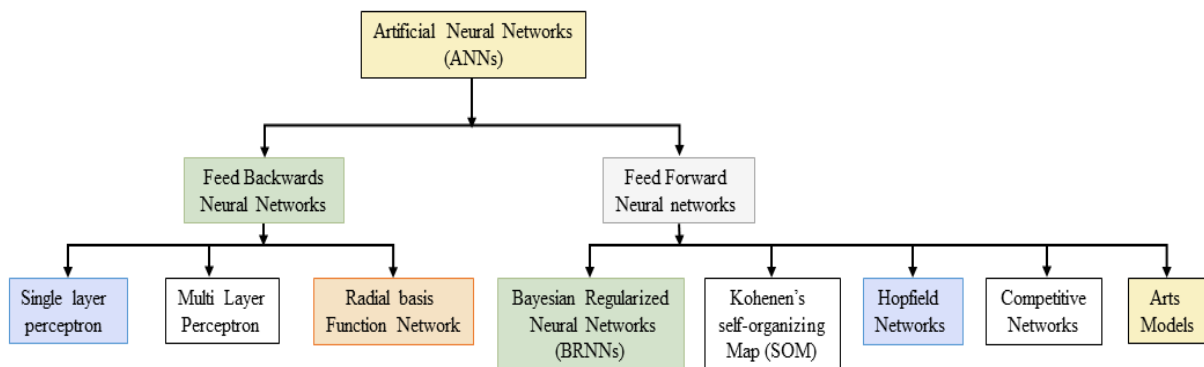 Artificial Neural Networks
(ANNs)
Feed Backwards
Neural Networks
Feed Forward
Neural networks
Single layer
perceptron
Multi Layer
Perceptron
Radial basis
Function Network
Bayesian Regularized
Neural Networks
(BRNNs)
Kohenen's
self-organizing
Map (SOM)
Hopfield
Networks
Competitive
Networks
Arts
Models